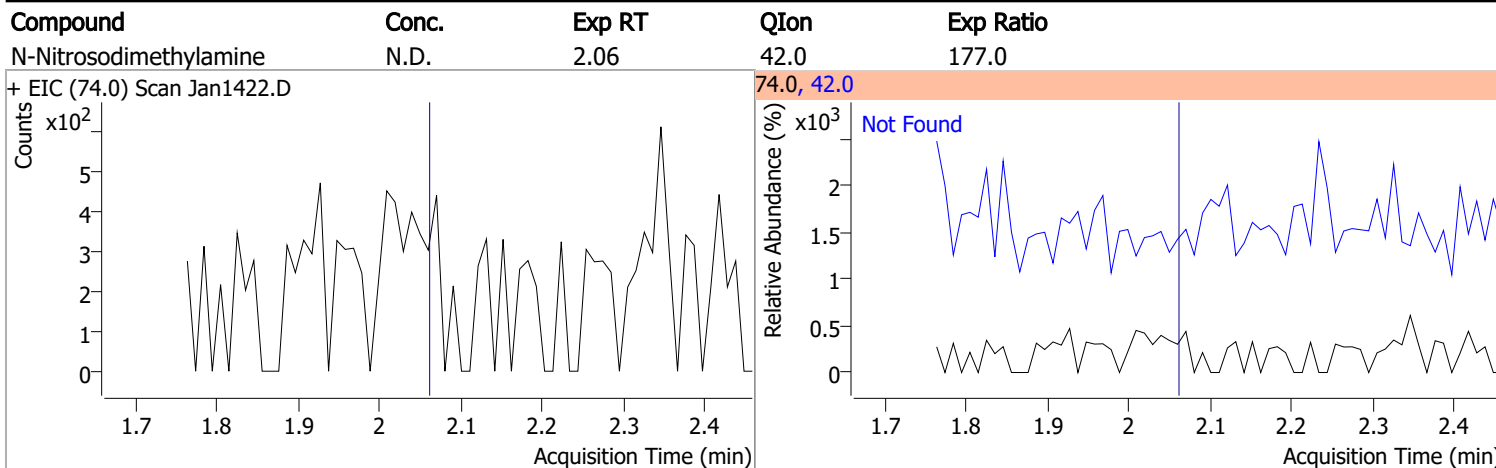 Compound Conc. Exp RT QIon Exp Ratio
N-Nitrosodimethylamine N.D. 2.06 42.0 177.0
+ EIC (74.0) Scan Jan1422.D
Counts
x10²
5
4
3
2
1
0
1.7 1.8 1.9 2 2.1 2.2 2.3 2.4
Acquisition Time (min)
74.0, 42.0
Relative Abundance (%)
x10³
Not Found
2
1.5
1
0.5
0
1.7 1.8 1.9 2 2.1 2.2 2.3 2.4
Acquisition Time (min)